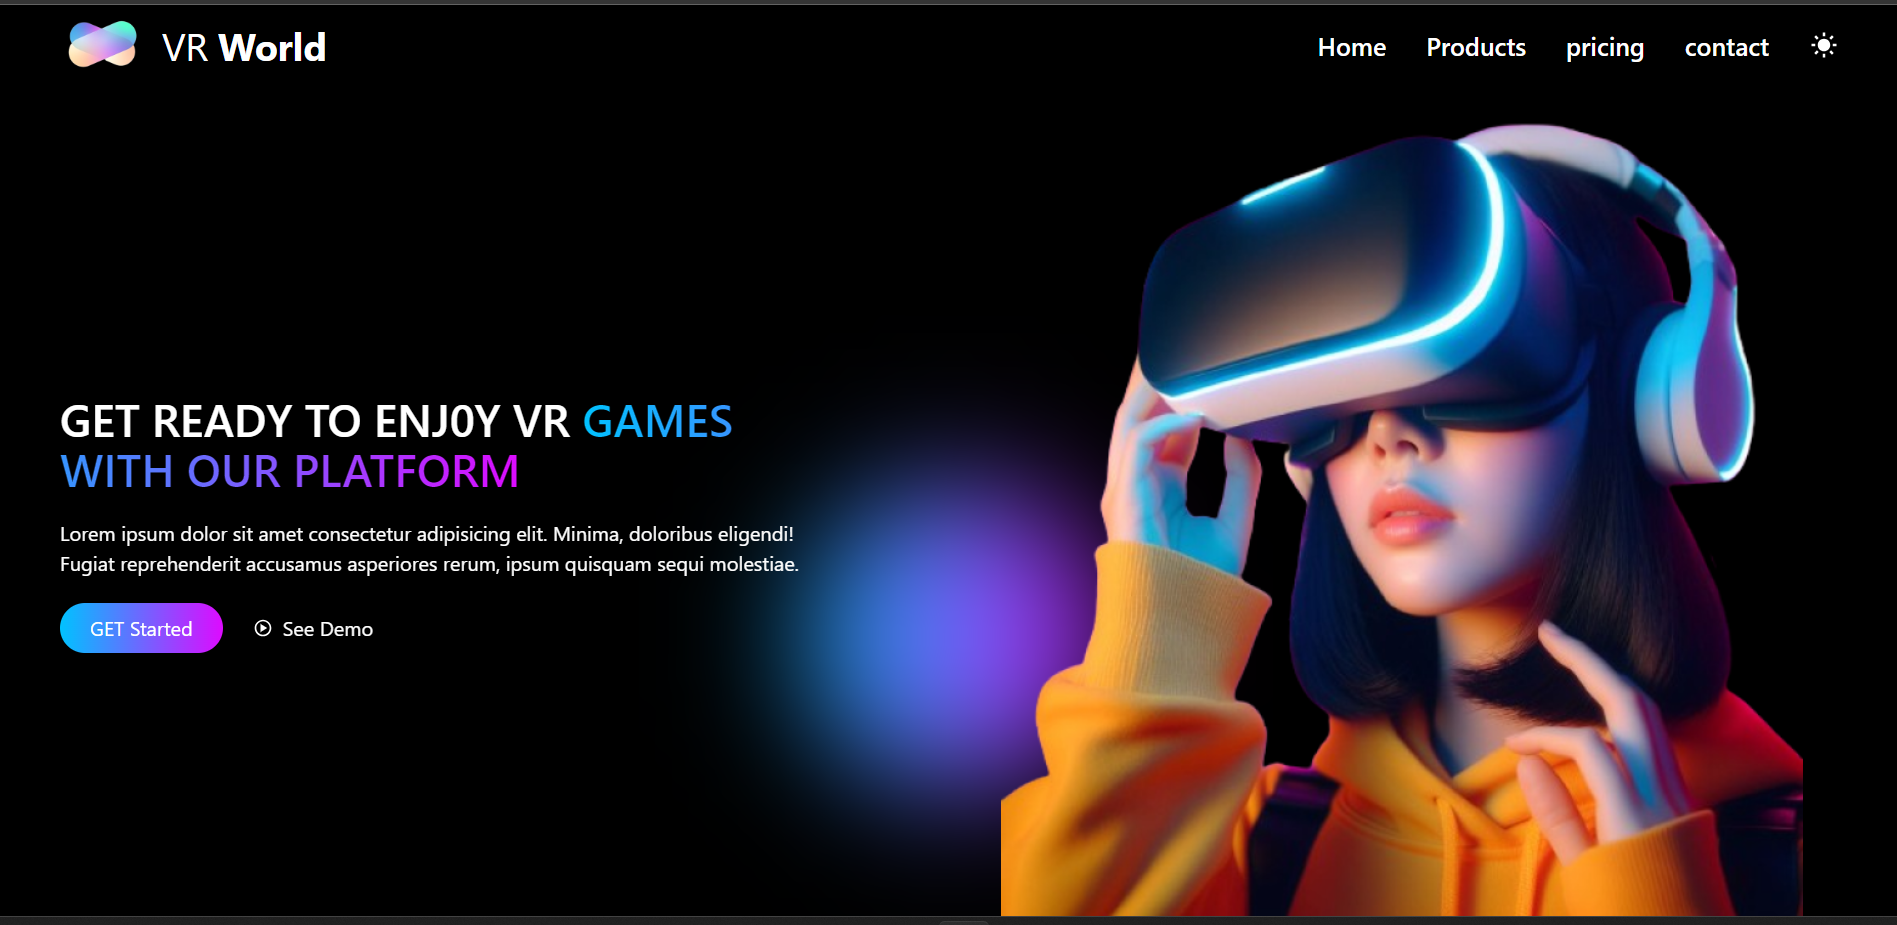 VR World
Home Products pricing contact
GET READY TO ENJ0Y VR GAMES
WITH OUR PLATFORM
Lorem ipsum dolor sit amet consectetur adipisicing elit. Minima, doloribus eligendi!
Fugiat reprehenderit accusamus asperiores rerum, ipsum quisquam sequi molestiae.
GET Started See Demo